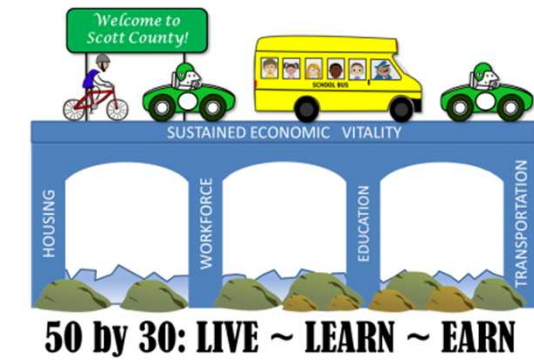 Welcome to
Scott County!
SCHOOL BUS
SUSTAINED ECONOMIC VITALITY
HOUSING
WORKFORCE
EDUCATION
TRANSPORTATION
50 by 30: LIVE ~ LEARN ~ EARN